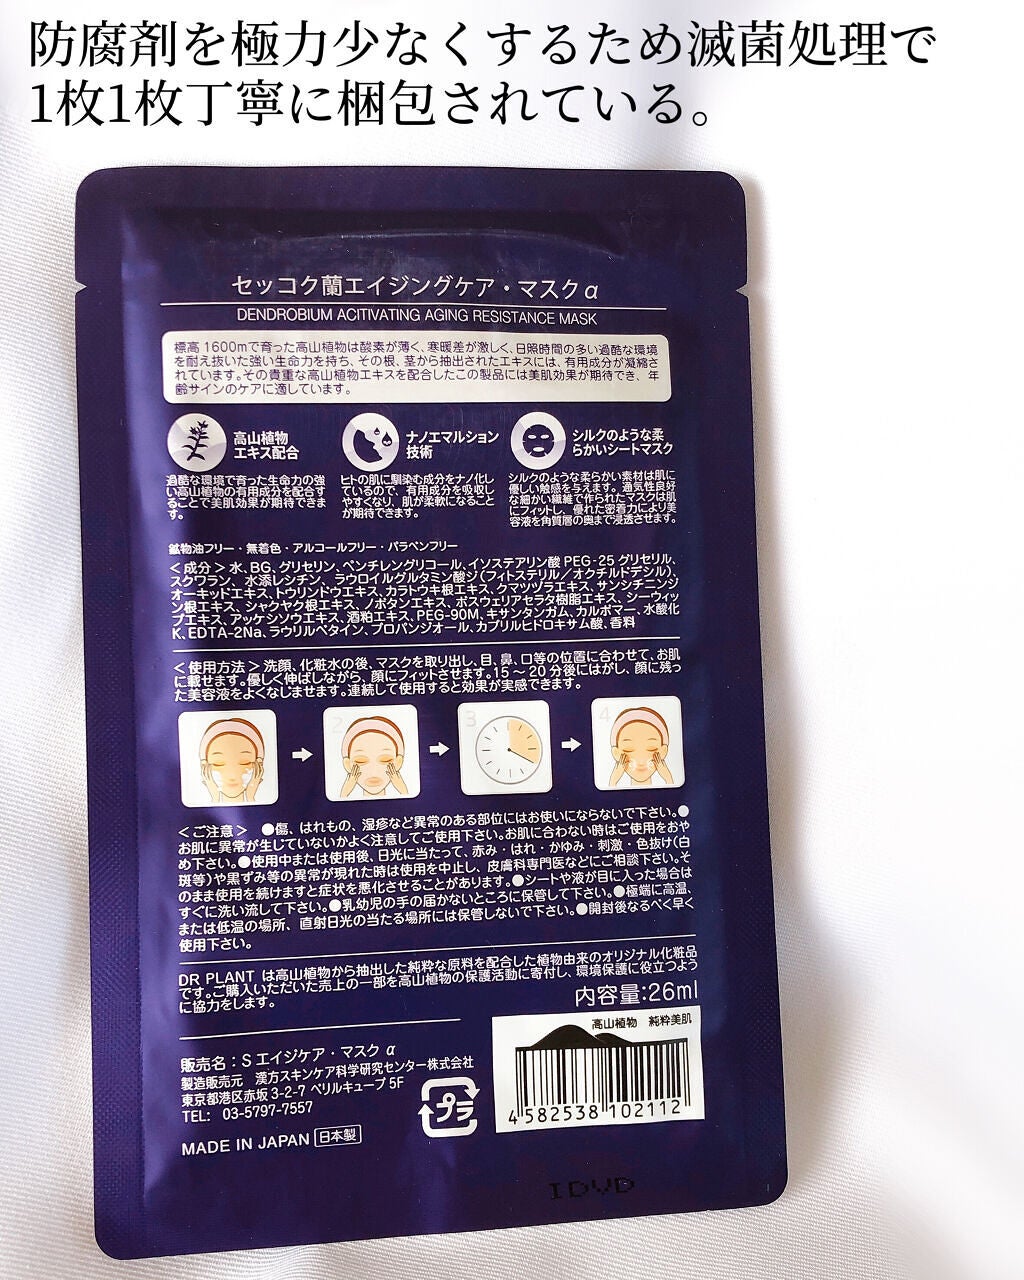 防腐剤を極力少なくするため滅菌処理で
1枚1枚丁寧に梱包されている。
セッコク蘭エイジングケア・マスクα
DENDROBIUM ACITIVATING AGING RESISTANCE MASK
標高1600mで育った高山植物は酸素が薄く、寒暖差が激しく、日照時間の多い過酷な環境
を耐え抜いた強い生命力を持ち、その根、茎から抽出されたエキスには、有用成分が凝縮さ
れています。その貴重な高山植物エキスを配合したこの製品には美肌効果が期待でき、年
齢サインのケアに適しています。
高山植物
エキス配合
過酷な環境で育った生命力の強
い高山植物の有用成分を配合す
ることで美肌効果が期待できま
す。
ナノエマルション
技術
ヒトの肌に馴染む成分をナノ化し
ているので、有用成分を吸収し
やすくなり、肌が柔軟になること
が期待できます。
シルクのような柔
らかいシートマスク
シルクのような柔らかい素材は肌に
優しい触感を与えます。通気性良好
な細かい繊維で作られたマスクは肌
にフィットし、優れた密着力により美
容液を角質層の奥まで浸透させます。
鉱物油フリー・無着色・アルコールフリー・パラベンフリー
＜成分＞水、BG、グリセリン、ペンチレングリコール、イソステアリン酸PEG-25グリセリル、
スクワラン、水添レシチン、ラウロイルグルタミン酸ジ(フィトステリル／オクチルドデシル)、
オーキッドエキス、トウリンドウエキス、カラトウキ根エキス、クマツヅラエキス、サンシチニンジ
ン根エキス、シャクヤク根エキス、ノボタンエキス、ボスウェリアセラタ樹脂エキス、シーウィッ
プエキス、アッケシソウエキス、酒粕エキス、PEG-90M、キサンタンガム、カルボマー、水酸化
K、EDTA-2Na、ラウリルベタイン、プロパンジオール、カプリルヒドロキサム酸、香料
＜使用方法＞洗顔、化粧水の後、マスクを取り出し、目、鼻、口等の位置に合わせて、お肌
に載せます。優しく伸ばしながら、顔にフィットさせます。15～20分後にはがし、顔に残っ
た美容液をよくなじませます。連続して使用すると効果が実感できます。
2
3
4
＜ご注意＞ ●傷、はれもの、湿疹など異常のある部位にはお使いにならないで下さい。●
お肌に異常が生じていないかよく注意してご使用下さい。お肌に合わない時はご使用をおや
め下さい。●使用中または使用後、日光に当たって、赤み・はれ・かゆみ・刺激・色抜け(白
斑等)や黒ずみ等の異常が現れた時は使用を中止し、皮膚科専門医などにご相談下さい。そ
のまま使用を続けますと症状を悪化させることがあります。●シートや液が目に入った場合は
すぐに洗い流して下さい。●乳幼児の手の届かないところに保管して下さい。●極端に高温、
または低温の場所、直射日光の当たる場所には保管しないで下さい。●開封後なるべく早く
使用下さい。
DR PLANT は高山植物から抽出した純粋な原料を配合した植物由来のオリジナル化粧品
です。ご購入いただいた売上の一部を高山植物の保護活動に寄付し、環境保護に役立つよう
に協力をします。
内容量:26ml
高山植物 純粋美肌
販売名：S エイジケア・マスク α
製造販売元 漢方スキンケア科学研究センター株式会社
東京都港区赤坂3-2-7 ベリルキューブ5F
TEL: 03-5797-7557
プラ
4 582538 102112
MADE IN JAPAN 日本製
IDVD